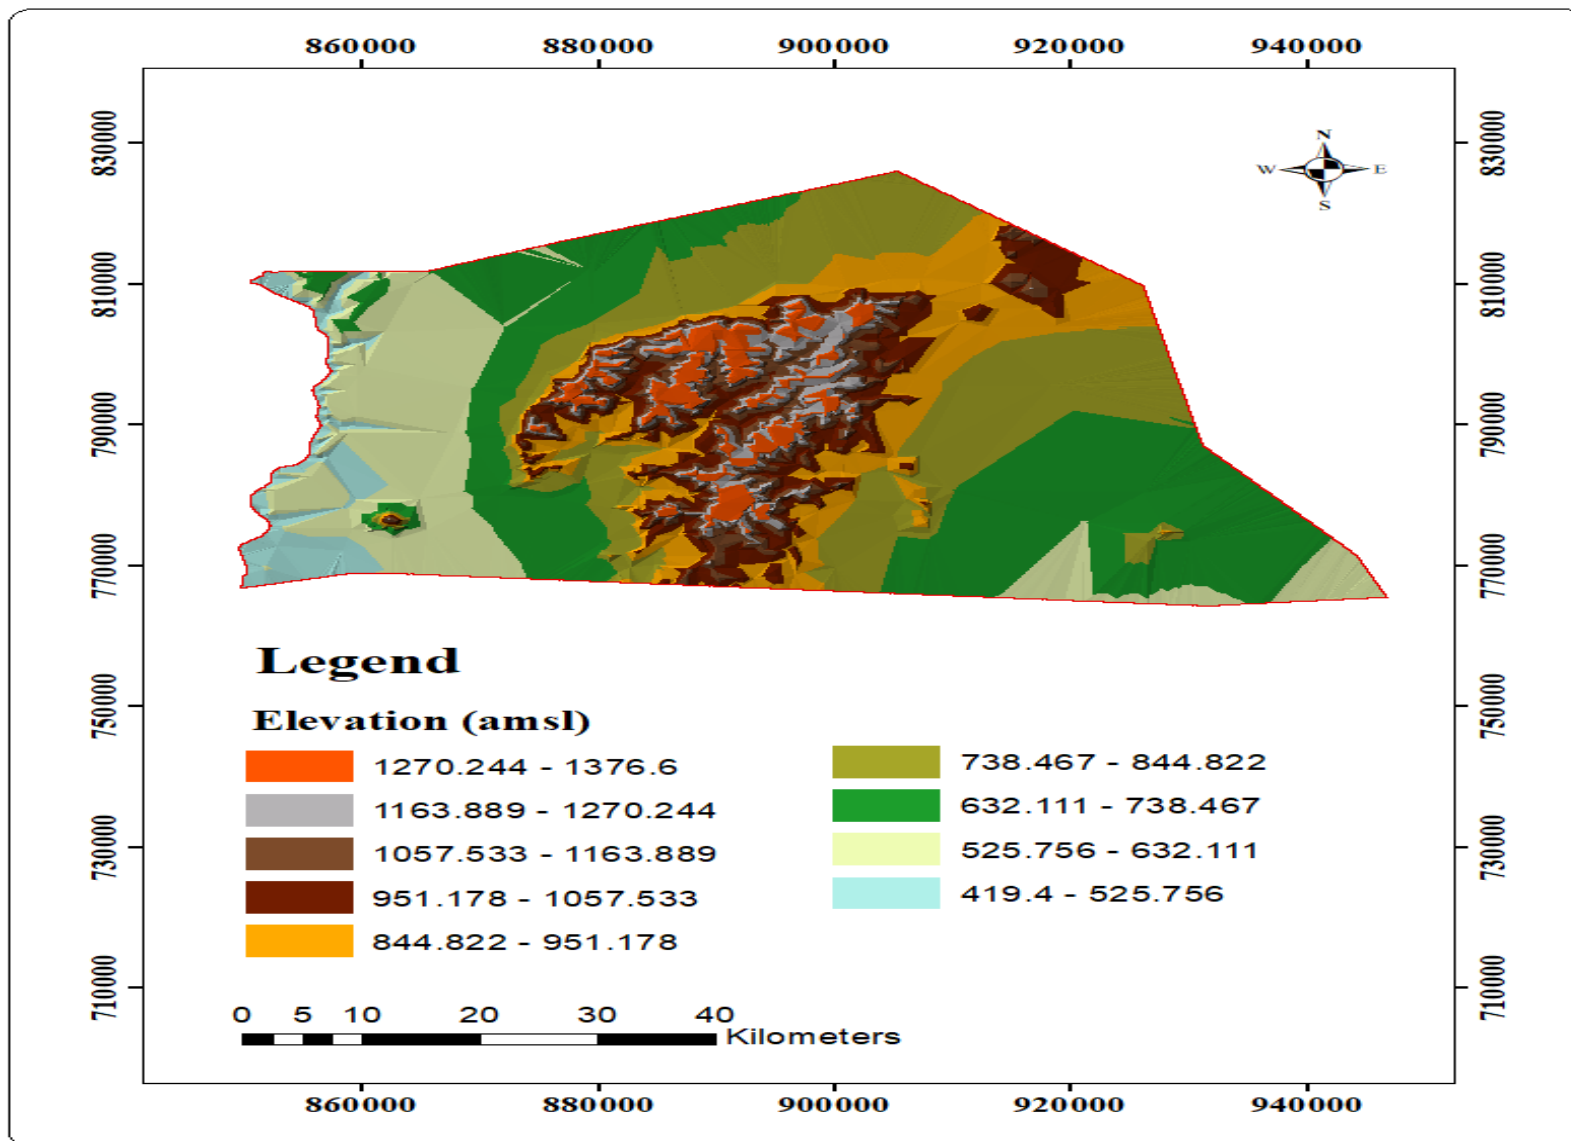 860000 880000 900000 920000 940000
830000 830000
N
W E
S
810000 810000
790000 790000
770000 770000
Legend
750000 750000
Elevation (amsl)
1270.244 - 1376.6
1163.889 - 1270.244
1057.533 - 1163.889
951.178 - 1057.533
844.822 - 951.178
738.467 - 844.822
632.111 - 738.467
525.756 - 632.111
419.4 - 525.756
730000 730000
710000 710000
0 5 10 20 30 40
Kilometers
860000 880000 900000 920000 940000